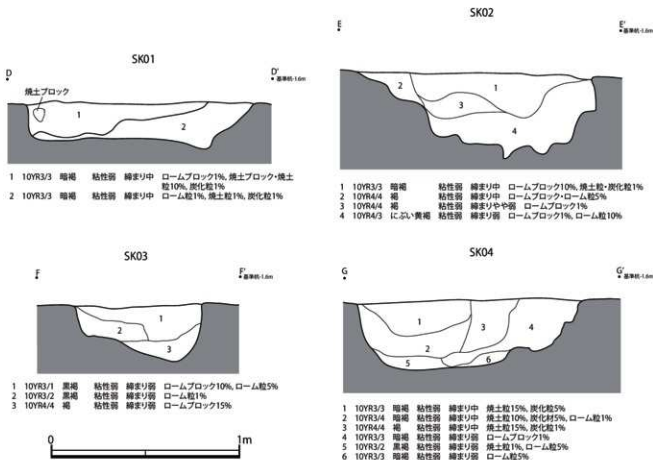 SK01
D
D'
基準杭-1.6m
焼土ブロック
1
2
1 10YR3/3 暗褐 粘性弱 締まり中 ロームブロック1%, 焼土ブロック・焼土
粒10%, 炭化粒1%
2 10YR3/3 暗褐 粘性弱 締まり中 ローム粒1%, 焼土粒1%, 炭化粒1%
SK02
E
E'
基準杭-1.6m
2
1
3
4
1 10YR3/3 暗褐 粘性弱 締まり中 ロームブロック10%, 焼土粒・炭化粒1%
2 10YR4/4 褐 粘性弱 締まり中 ロームブロック・ローム粒5%
3 10YR4/4 褐 粘性弱 締まりやや弱 ロームブロック1%
4 10YR4/3 にぶい黄褐 粘性弱 締まり弱 ロームブロック1%, ローム粒10%
SK03
F
F'
基準杭-1.6m
1
2
3
1 10YR3/1 黒褐 粘性弱 締まり弱 ロームブロック10%, ローム粒5%
2 10YR3/2 黒褐 粘性弱 締まり弱 ローム粒1%
3 10YR4/4 褐 粘性弱 締まり弱 ロームブロック15%
0
1m
SK04
G
G'
基準杭-1.6m
1
3
4
2
5
6
1 10YR3/3 暗褐 粘性弱 締まり中 焼土粒15%, 炭化粒5%
2 10YR3/4 暗褐 粘性弱 締まり中 焼土粒10%, 炭化材5%, ローム粒1%
3 10YR4/4 褐 粘性弱 締まり中 焼土粒15%, 炭化粒1%
4 10YR3/3 暗褐 粘性弱 締まり弱 ロームブロック1%
5 10YR3/2 黒褐 粘性弱 締まり弱 焼土粒1%, ローム粒5%
6 10YR3/3 暗褐 粘性弱 締まり弱 ローム粒5%